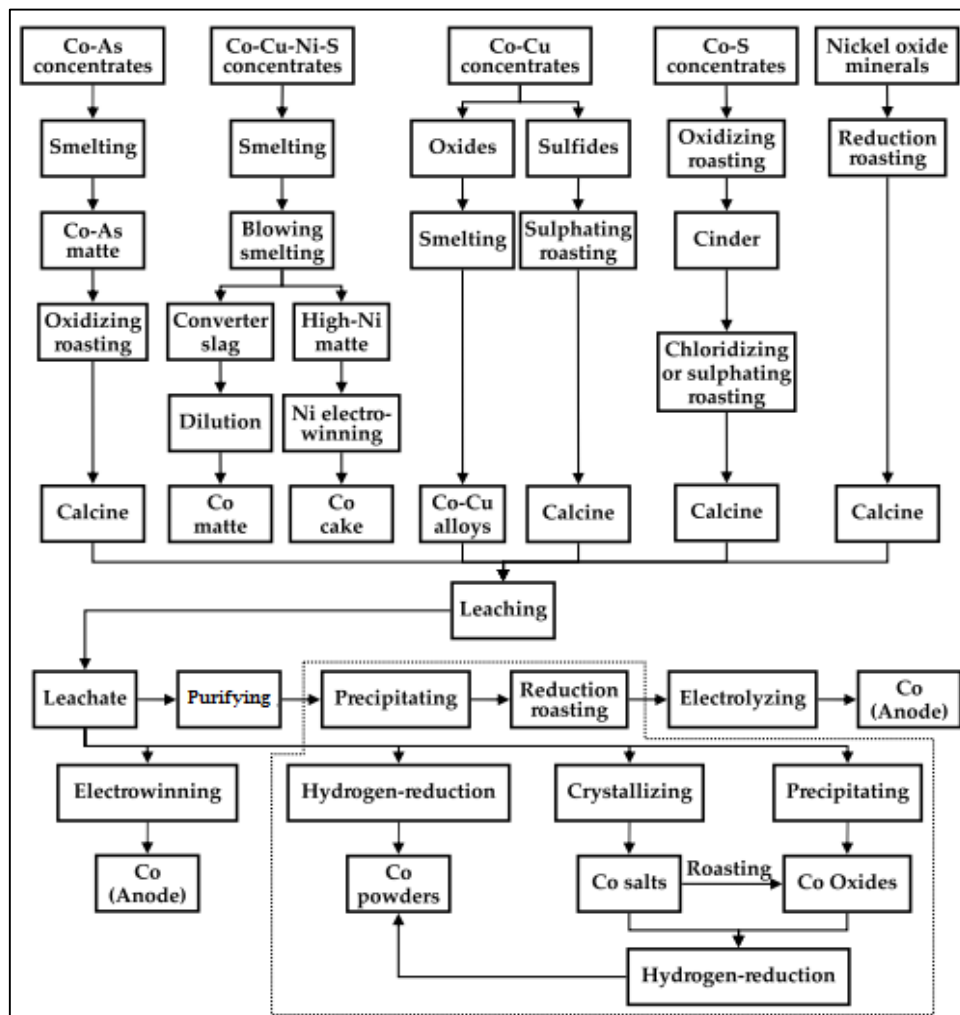 Co-As
concentrates
Co-Cu-Ni-S
concentrates
Co-Cu
concentrates
Co-S
concentrates
Nickel oxide
minerals
Smelting
Smelting
Oxides
Sulfides
Oxidizing
roasting
Reduction
roasting
Co-As
matte
Blowing
smelting
Smelting
Sulphating
roasting
Cinder
Oxidizing
roasting
Converter
slag
High-Ni
matte
Chloridizing
or sulphating
roasting
Dilution
Ni electro-
winning
Calcine
Co
matte
Co
cake
Co-Cu
alloys
Calcine
Calcine
Calcine
Leaching
Leachate
Purifying
Precipitating
Reduction
roasting
Electrolyzing
Co
(Anode)
Electrowinning
Hydrogen-reduction
Crystallizing
Precipitating
Co
(Anode)
Co
powders
Co salts
Roasting
Co Oxides
Hydrogen-reduction